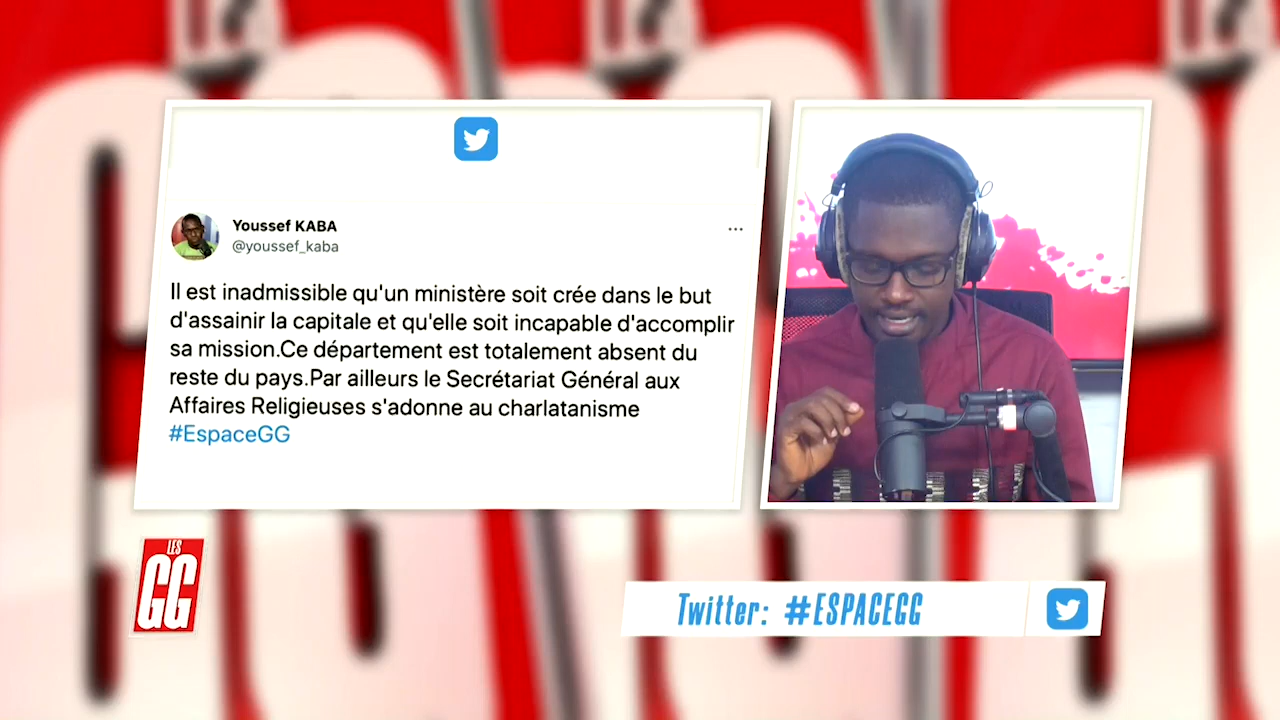 Youssef KABA
@youssef_kaba
Il est inadmissible qu'un ministère soit crée dans le but
d'assainir la capitale et qu'elle soit incapable d'accomplir
sa mission.Ce département est totalement absent du
reste du pays.Par ailleurs le Secrétariat Général aux
Affaires Religieuses s'adonne au charlatanisme
#EspaceGG
LES
GG
Twitter: #ESPACEGG